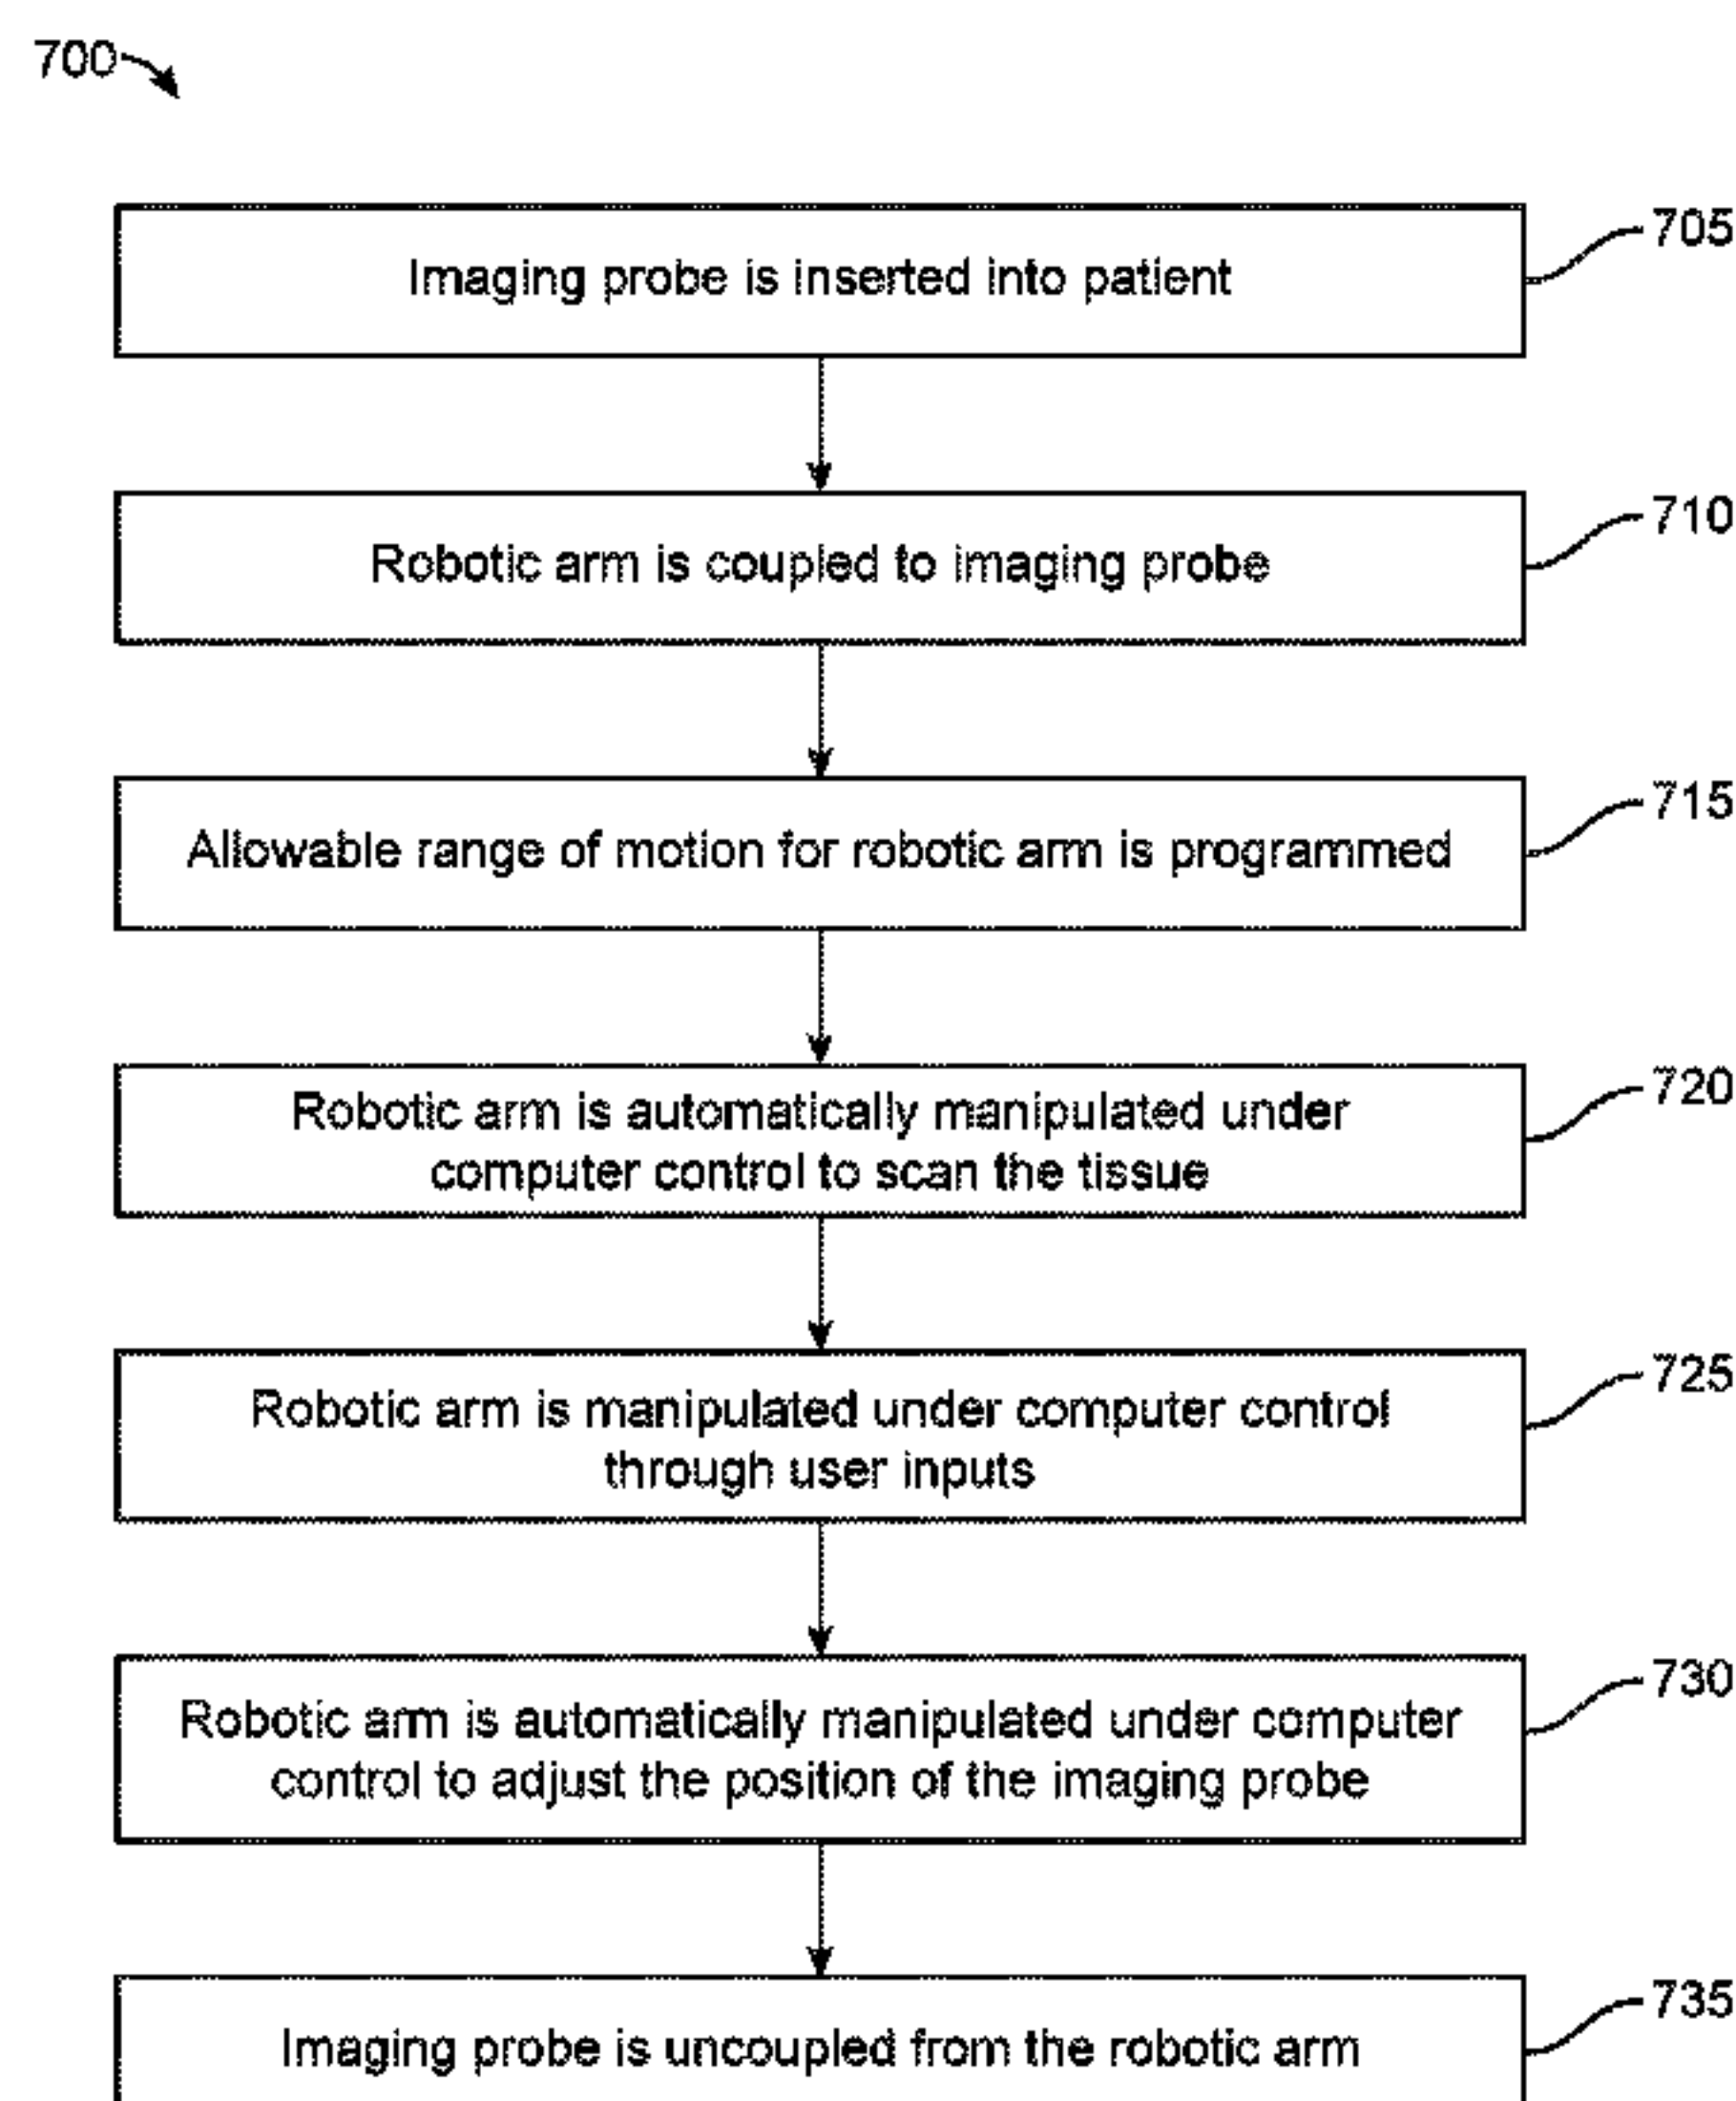 700
Imaging probe is inserted into patient
705
Robotic arm is coupled to imaging probe
710
Allowable range of motion for robotic arm is programmed
715
Robotic arm is automatically manipulated under
computer control to scan the tissue
720
Robotic arm is manipulated under computer control
through user inputs
725
Robotic arm is automatically manipulated under computer
control to adjust the position of the imaging probe
730
Imaging probe is uncoupled from the robotic arm
735